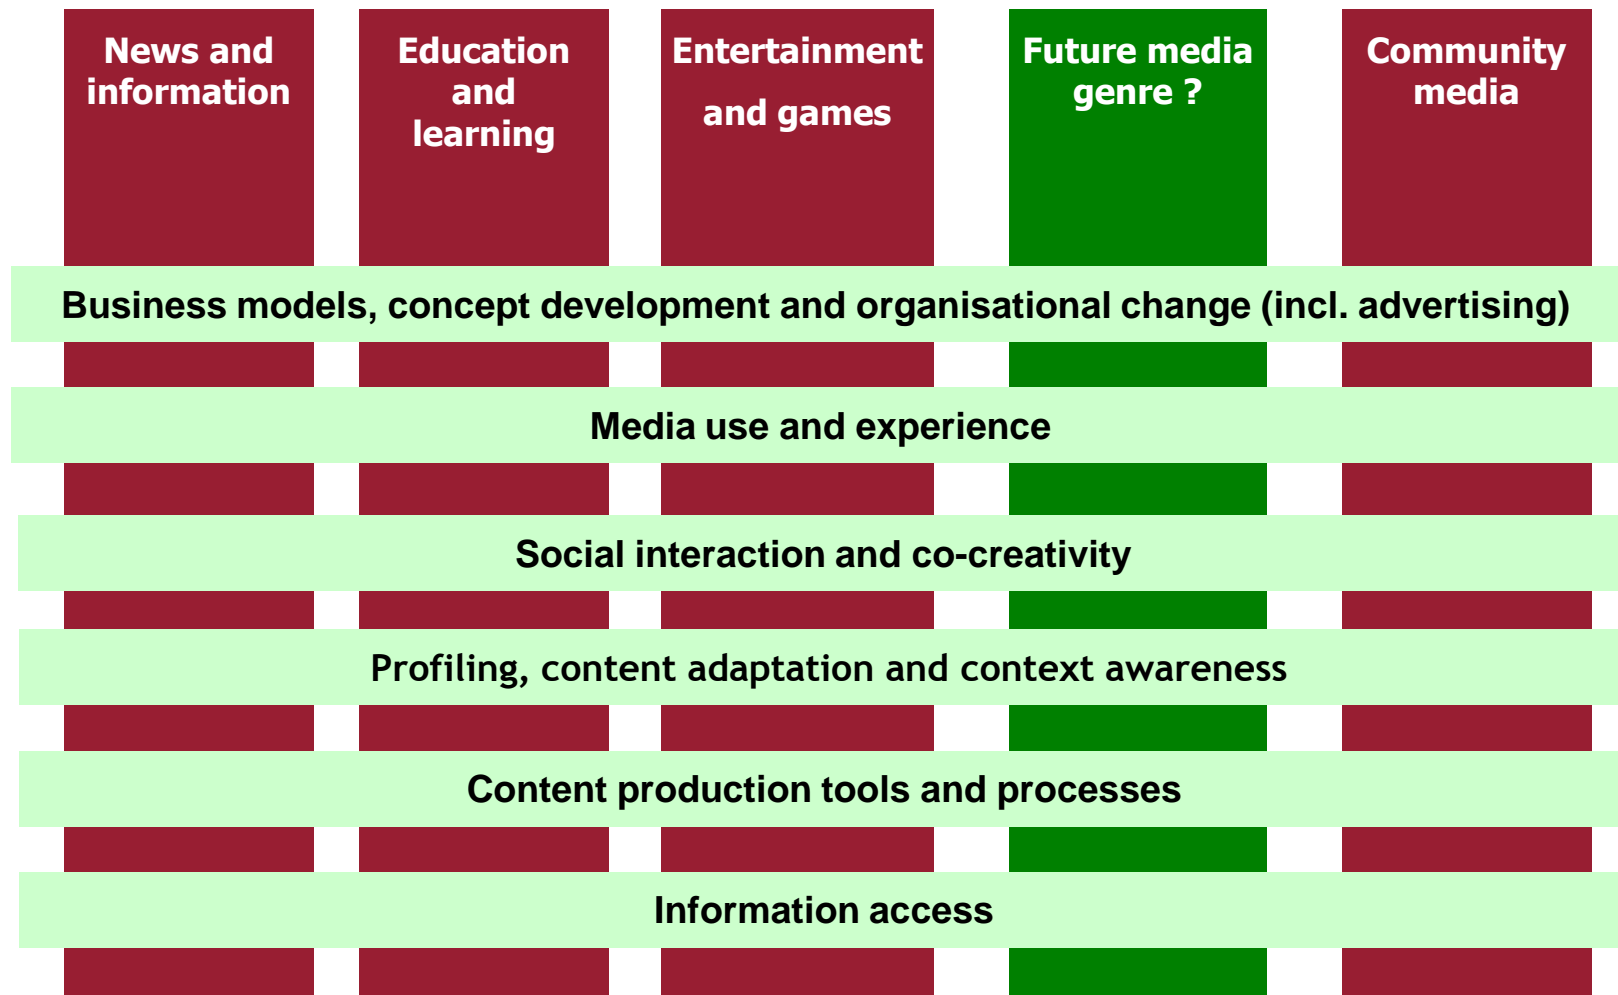 News and
information
Education
and
learning
Entertainment
and games
Future media
genre ?
Community
media
Business models, concept development and organisational change (incl. advertising)
Media use and experience
Social interaction and co-creativity
Profiling, content adaptation and context awareness
Content production tools and processes
Information access